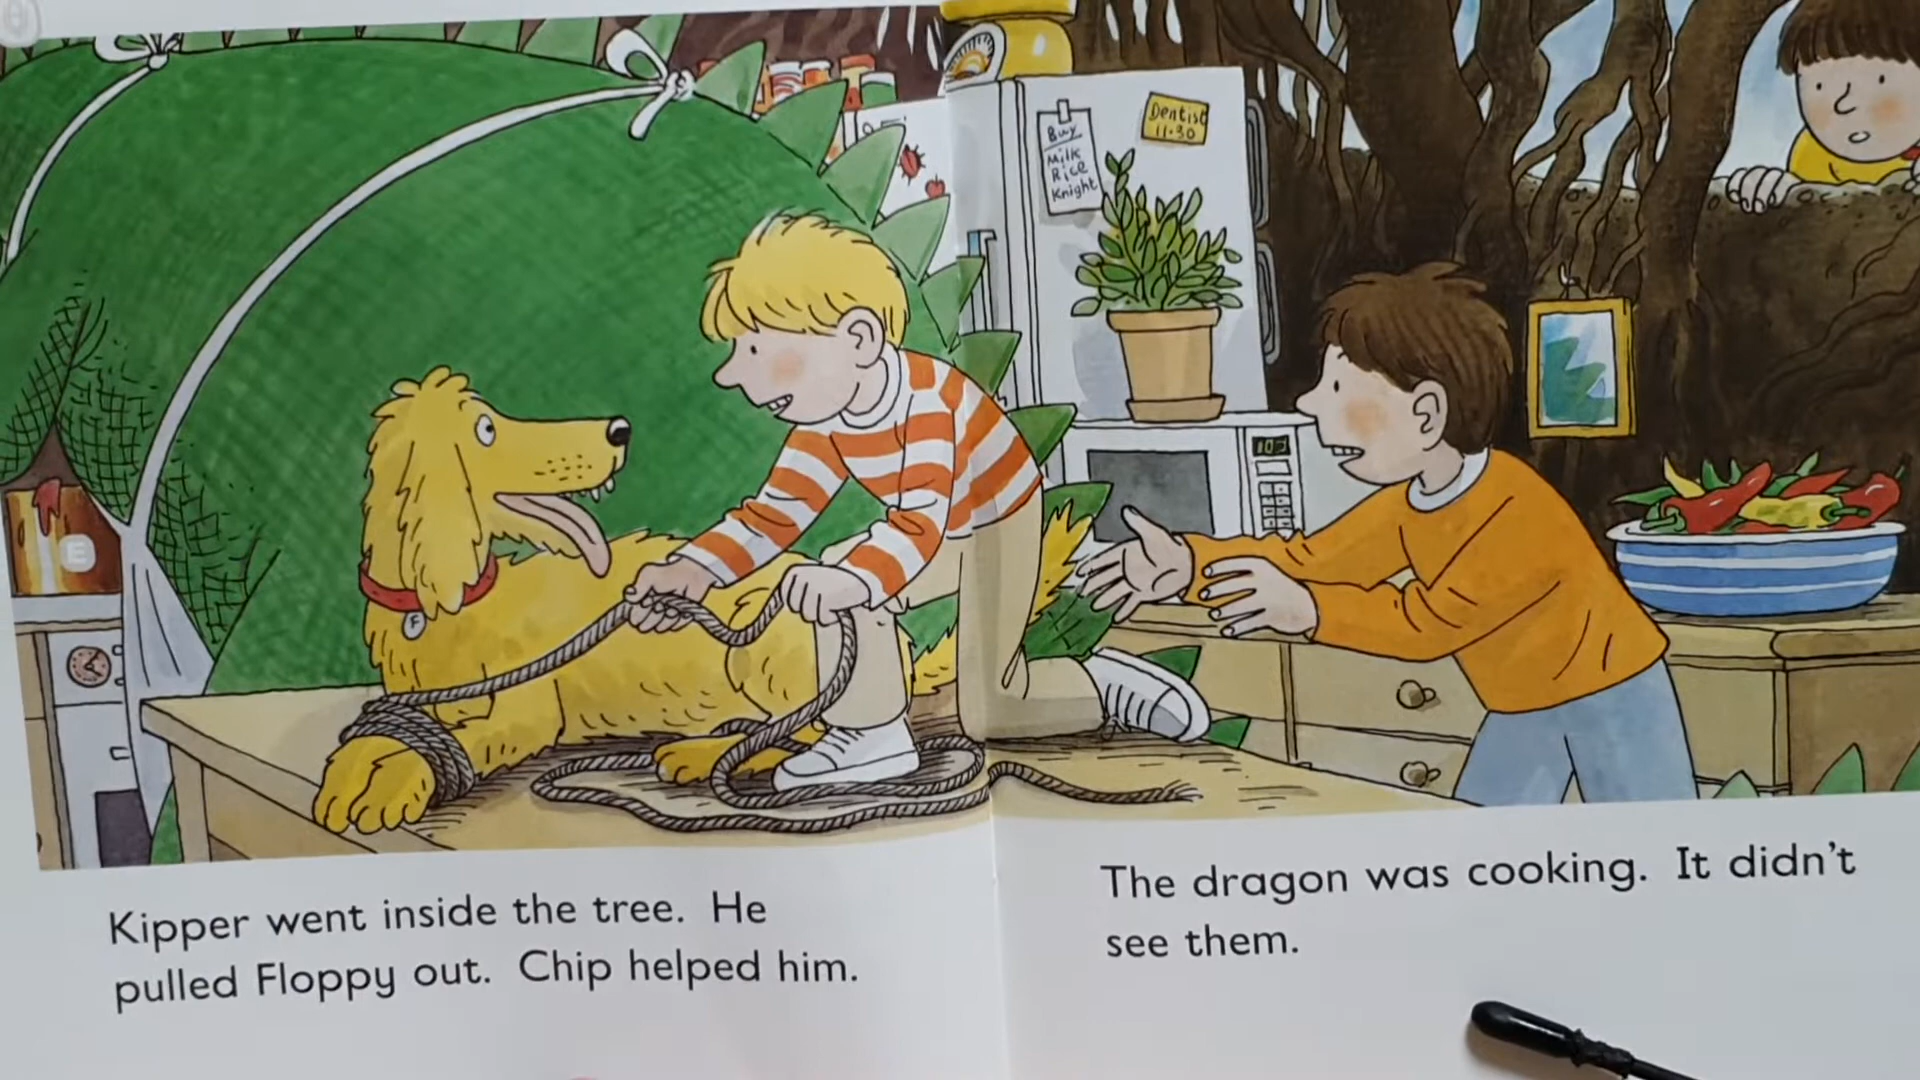 Buy
Milk
Rice
Knight
Dentist
11.30
F
Kipper went inside the tree. He
pulled Floppy out. Chip helped him.
The dragon was cooking. It didn't
see them.